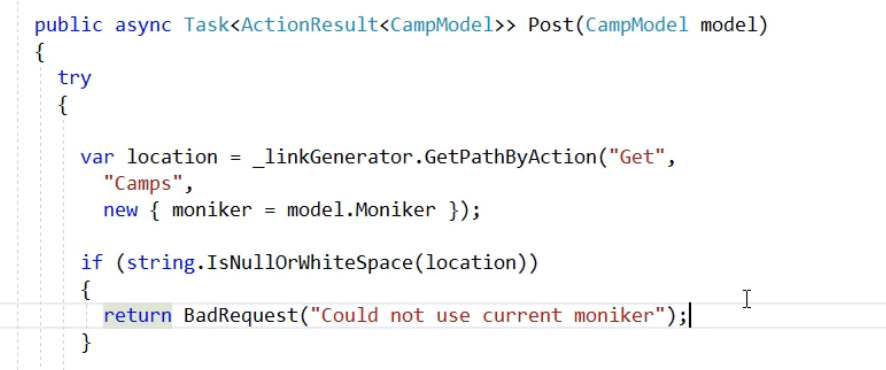 public async Task<ActionResult<CampModel>> Post(CampModel model)
{
try
{
var location = _linkGenerator.GetPathByAction("Get",
"Camps",
new { moniker = model.Moniker });
if (string.IsNullOrWhiteSpace(location))
{
return BadRequest("Could not use current moniker");
}